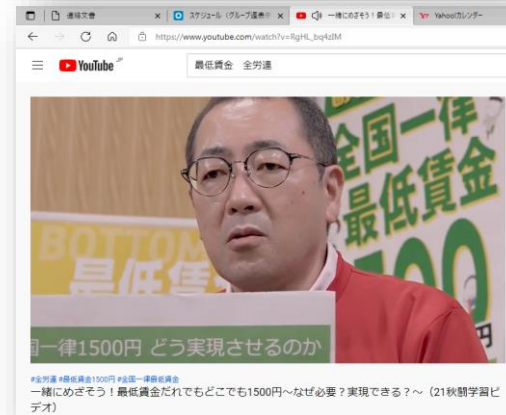 連絡文書
スケジュール（グループ週表示
一緒にめざそう！最低
Yahoo!カレンダー
https://www.youtube.com/watch?v=RgHL_bq4zIM
YouTube JP
最低賃金 全労連
全国一律
最低賃金
BOTTOM
最低賃
国一律1500円 どう実現させるのか
#全労連 #最低賃金1500円 #全国一律最低賃金
一緒にめざそう！最低賃金だれでもどこでも1500円～なぜ必要？実現できる？～（21秋闘学習ビ
デオ）